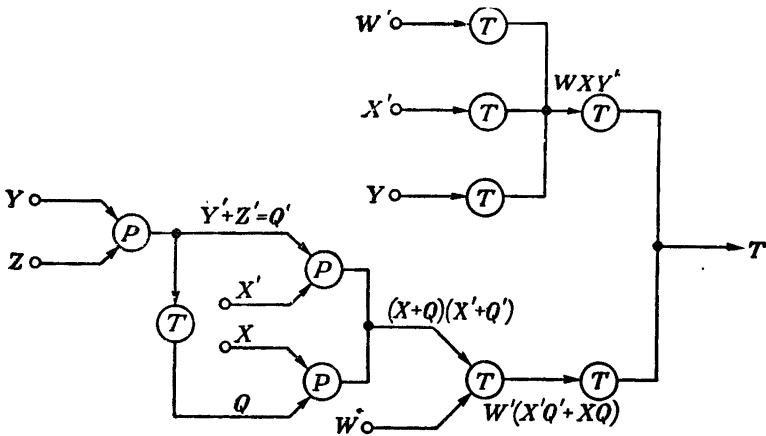 W'
T
WXY'
X'
T
T
Y
T
Y
P
Y'+Z'=Q'
Z
P
T
X'
T
X
(X+Q)(X'+Q')
P
T
T
Q
W'(X'Q'+XQ)
W'